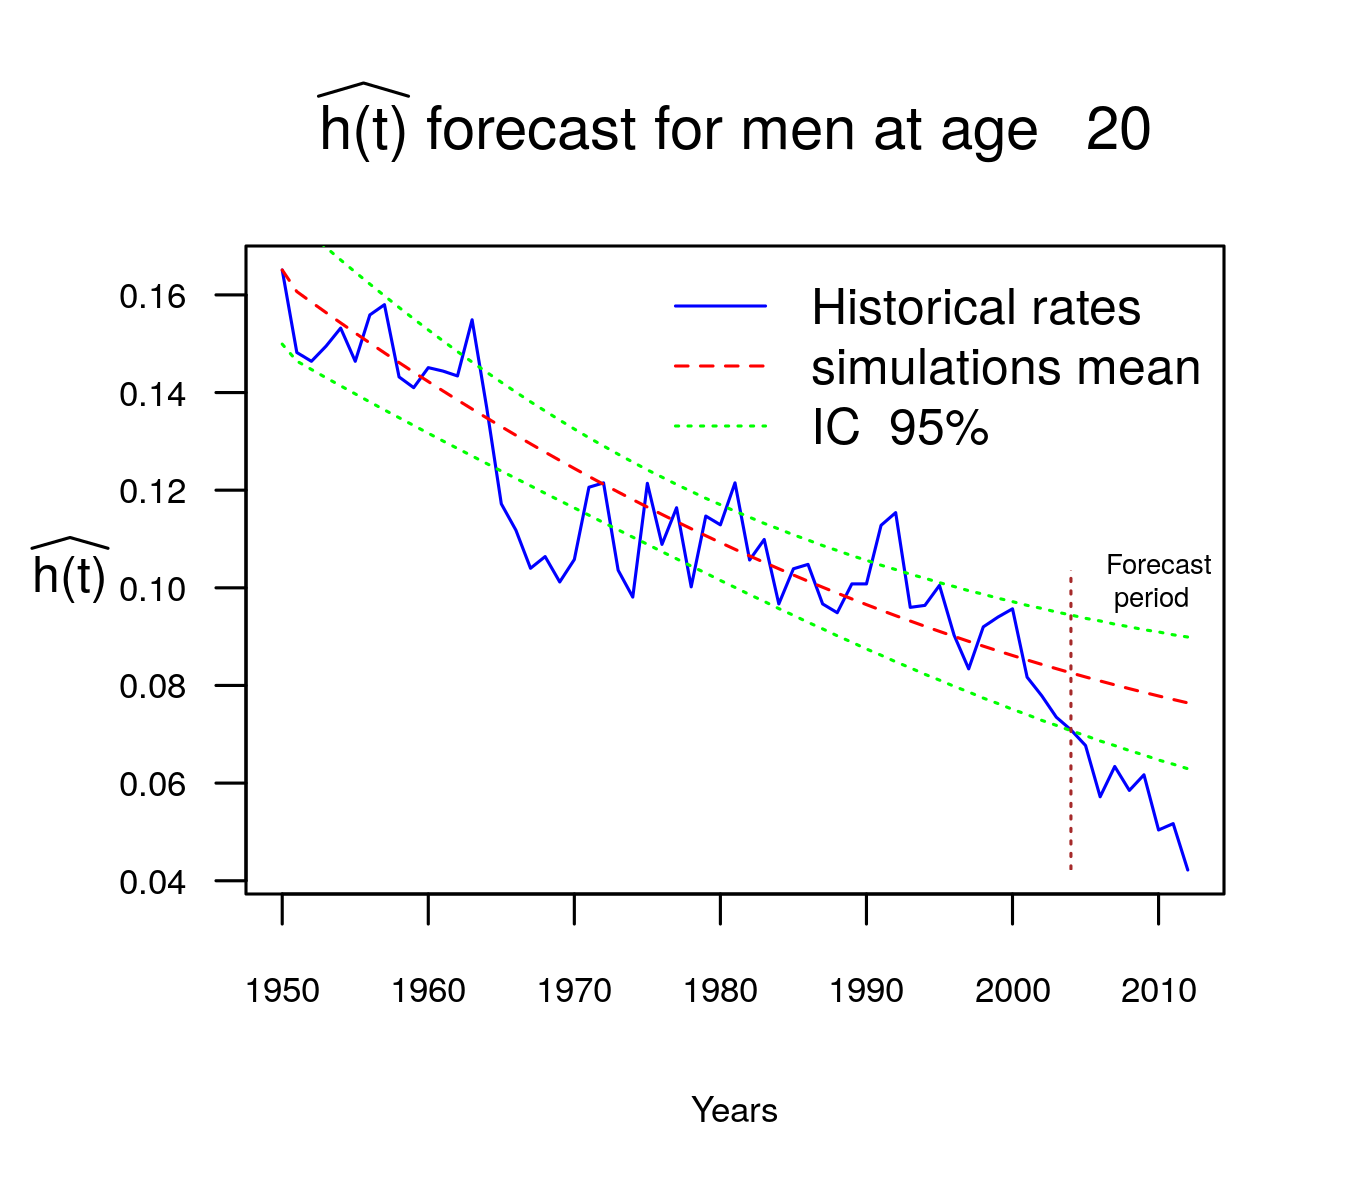 h(t) forecast for men at age 20
Historical rates
simulations mean
IC 95%
Forecast
period
h(t)
0.16
0.14
0.12
0.10
0.08
0.06
0.04
1950 1960 1970 1980 1990 2000 2010
Years